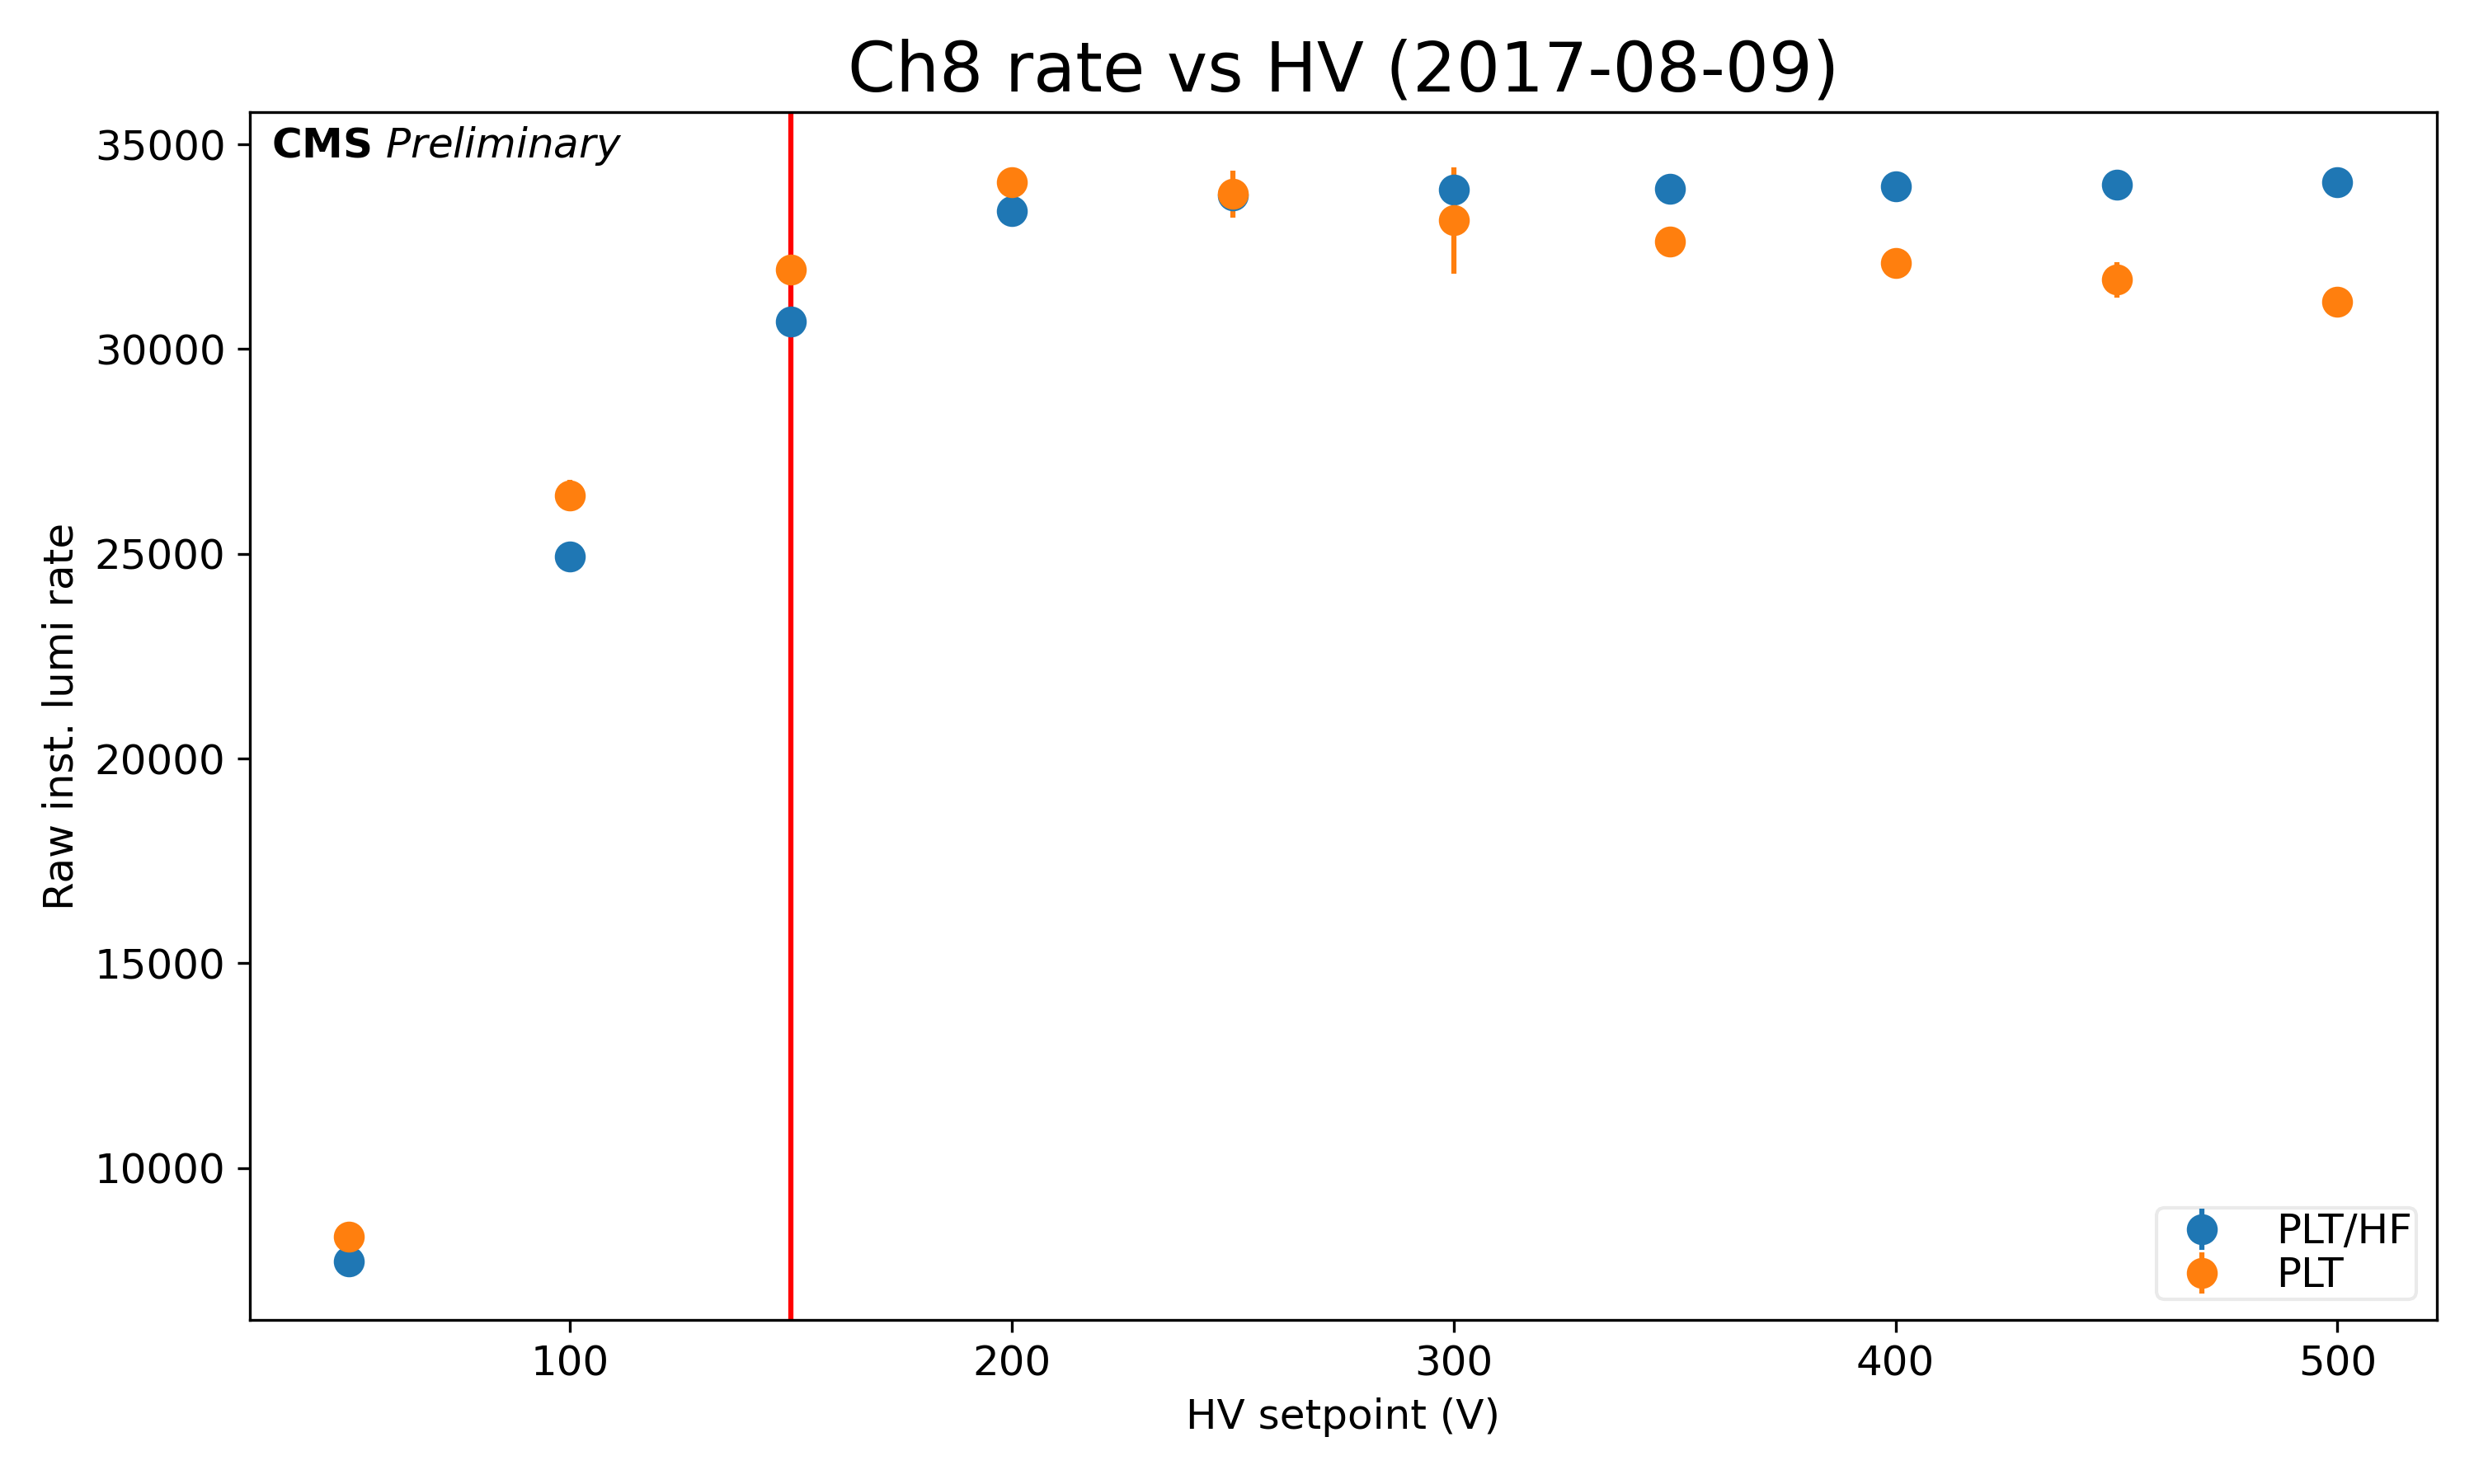 Ch8 rate vs HV (2017-08-09)
CMS Preliminary
35000
30000
25000
20000
15000
10000
Raw inst. lumi rate
PLT/HF
PLT
100 200 300 400 500
HV setpoint (V)